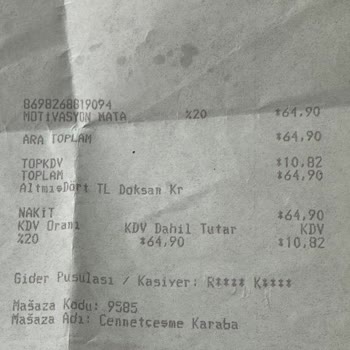 8698268819094
MOTİVASYON MATA %20 *64,90
ARA TOPLAM *64,90
TOPKDV *10,82
TOPLAM *64,90
AltmışDört TL Doksan Kr
NAKİT *64,90
KDV Oranı KDV Dahil Tutar KDV
%20 *64,90 *10,82
Gider Pusulası / Kasiyer: R**** K****
Mağaza Kodu: 9585
Mağaza Adı: Cennetcesme Karaba